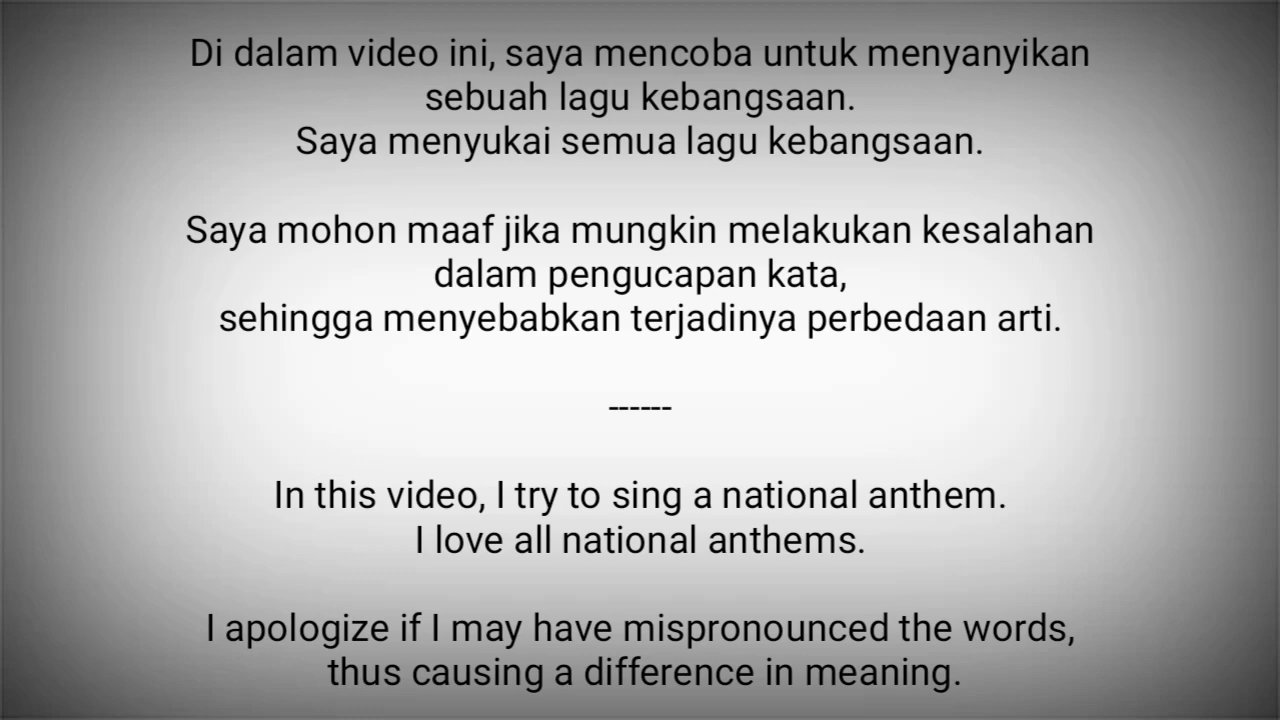 Di dalam video ini, saya mencoba untuk menyanyikan
sebuah lagu kebangsaan.
Saya menyukai semua lagu kebangsaan.
Saya mohon maaf jika mungkin melakukan kesalahan
dalam pengucapan kata,
sehingga menyebabkan terjadinya perbedaan arti.
------
In this video, I try to sing a national anthem.
I love all national anthems.
I apologize if I may have mispronounced the words,
thus causing a difference in meaning.